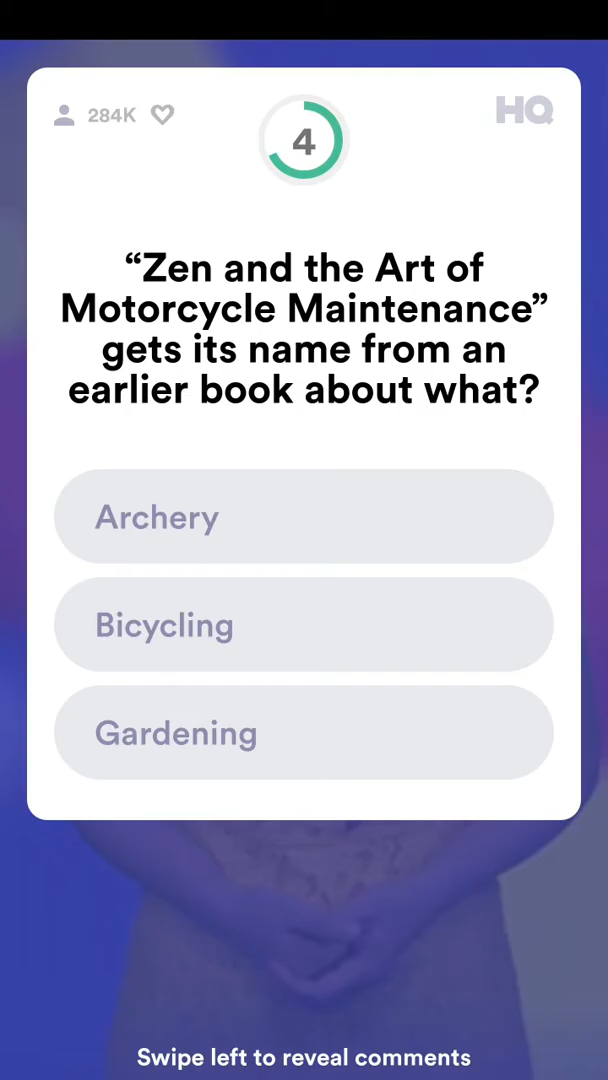 284K
HQ
4
“Zen and the Art of
Motorcycle Maintenance”
gets its name from an
earlier book about what?
Archery
Bicycling
Gardening
Swipe left to reveal comments